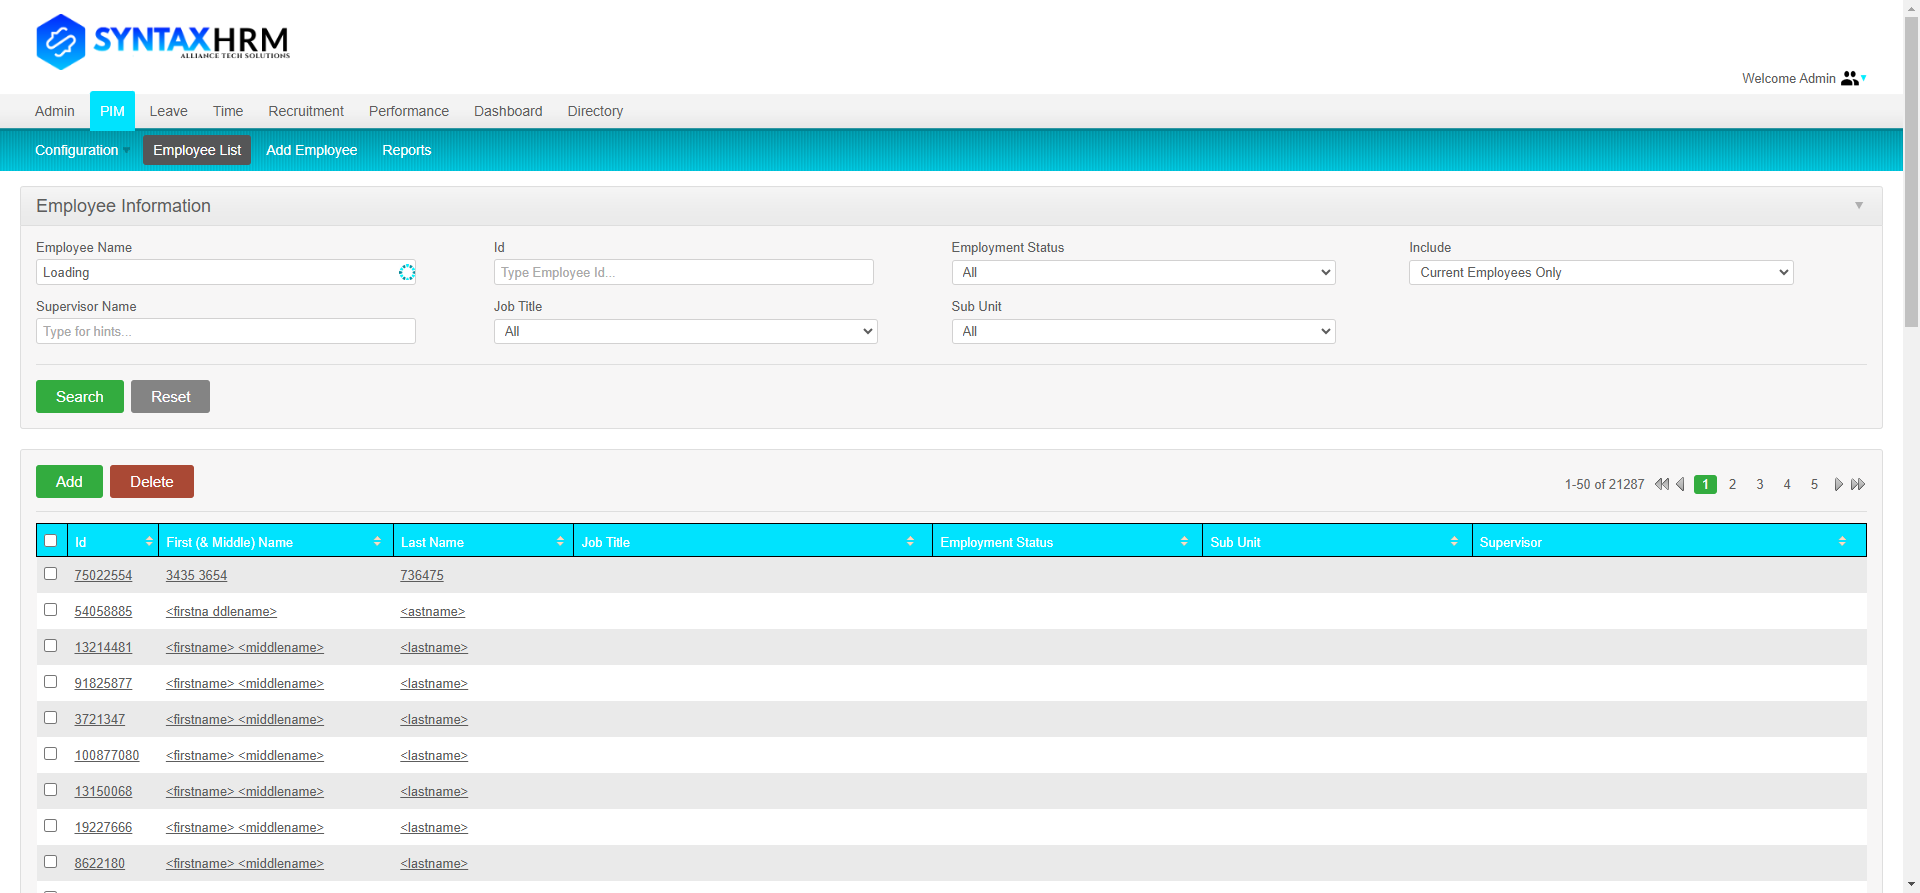 SYNTAXHRM
ALLIANCE TECH SOLUTIONS
Welcome Admin
Admin PIM Leave Time Recruitment Performance Dashboard Directory
Configuration Employee List Add Employee Reports
Employee Information
Employee Name Id Employment Status Include
Loading Type Employee Id... All Current Employees Only
Supervisor Name Job Title Sub Unit
Type for hints... All All
Search Reset
Add Delete 1-50 of 21287 1 2 3 4 5
Id First (& Middle) Name Last Name Job Title Employment Status Sub Unit Supervisor
75022554 3435 3654 736475
54058885 <firstna ddlename> <astname>
13214481 <firstname> <middlename> <lastname>
91825877 <firstname> <middlename> <lastname>
3721347 <firstname> <middlename> <lastname>
100877080 <firstname> <middlename> <lastname>
13150068 <firstname> <middlename> <lastname>
19227666 <firstname> <middlename> <lastname>
8622180 <firstname> <middlename> <lastname>